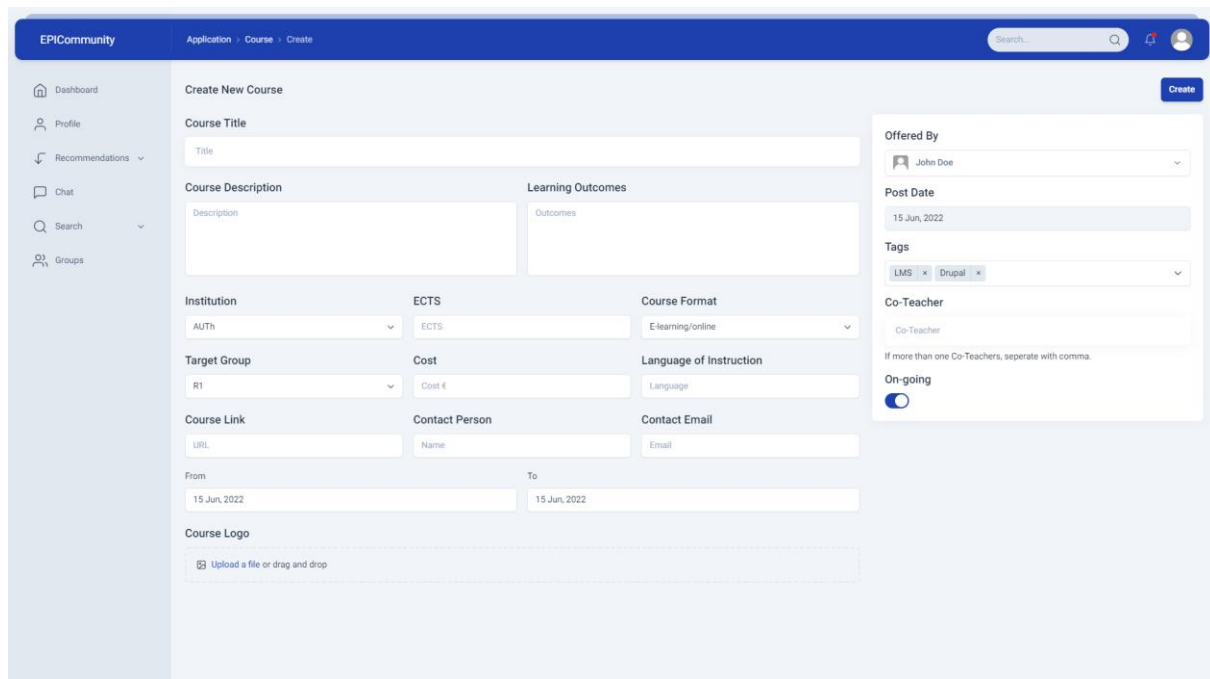 EPICommunity
Application > Course > Create
Search...
Dashboard
Profile
Recommendations
Chat
Search
Groups
Create New Course
Create
Course Title
Title
Course Description
Learning Outcomes
Description
Outcomes
Institution
ECTS
Course Format
AUTh
ECTS
E-learning/online
Target Group
Cost
Language of Instruction
R1
Cost €
Language
Course Link
Contact Person
Contact Email
URL
Name
Email
From
To
15 Jun, 2022
15 Jun, 2022
Course Logo
Upload a file or drag and drop
Offered By
John Doe
Post Date
15 Jun, 2022
Tags
LMS × Drupal ×
Co-Teacher
Co-Teacher
If more than one Co-Teachers, seperate with comma.
On-going